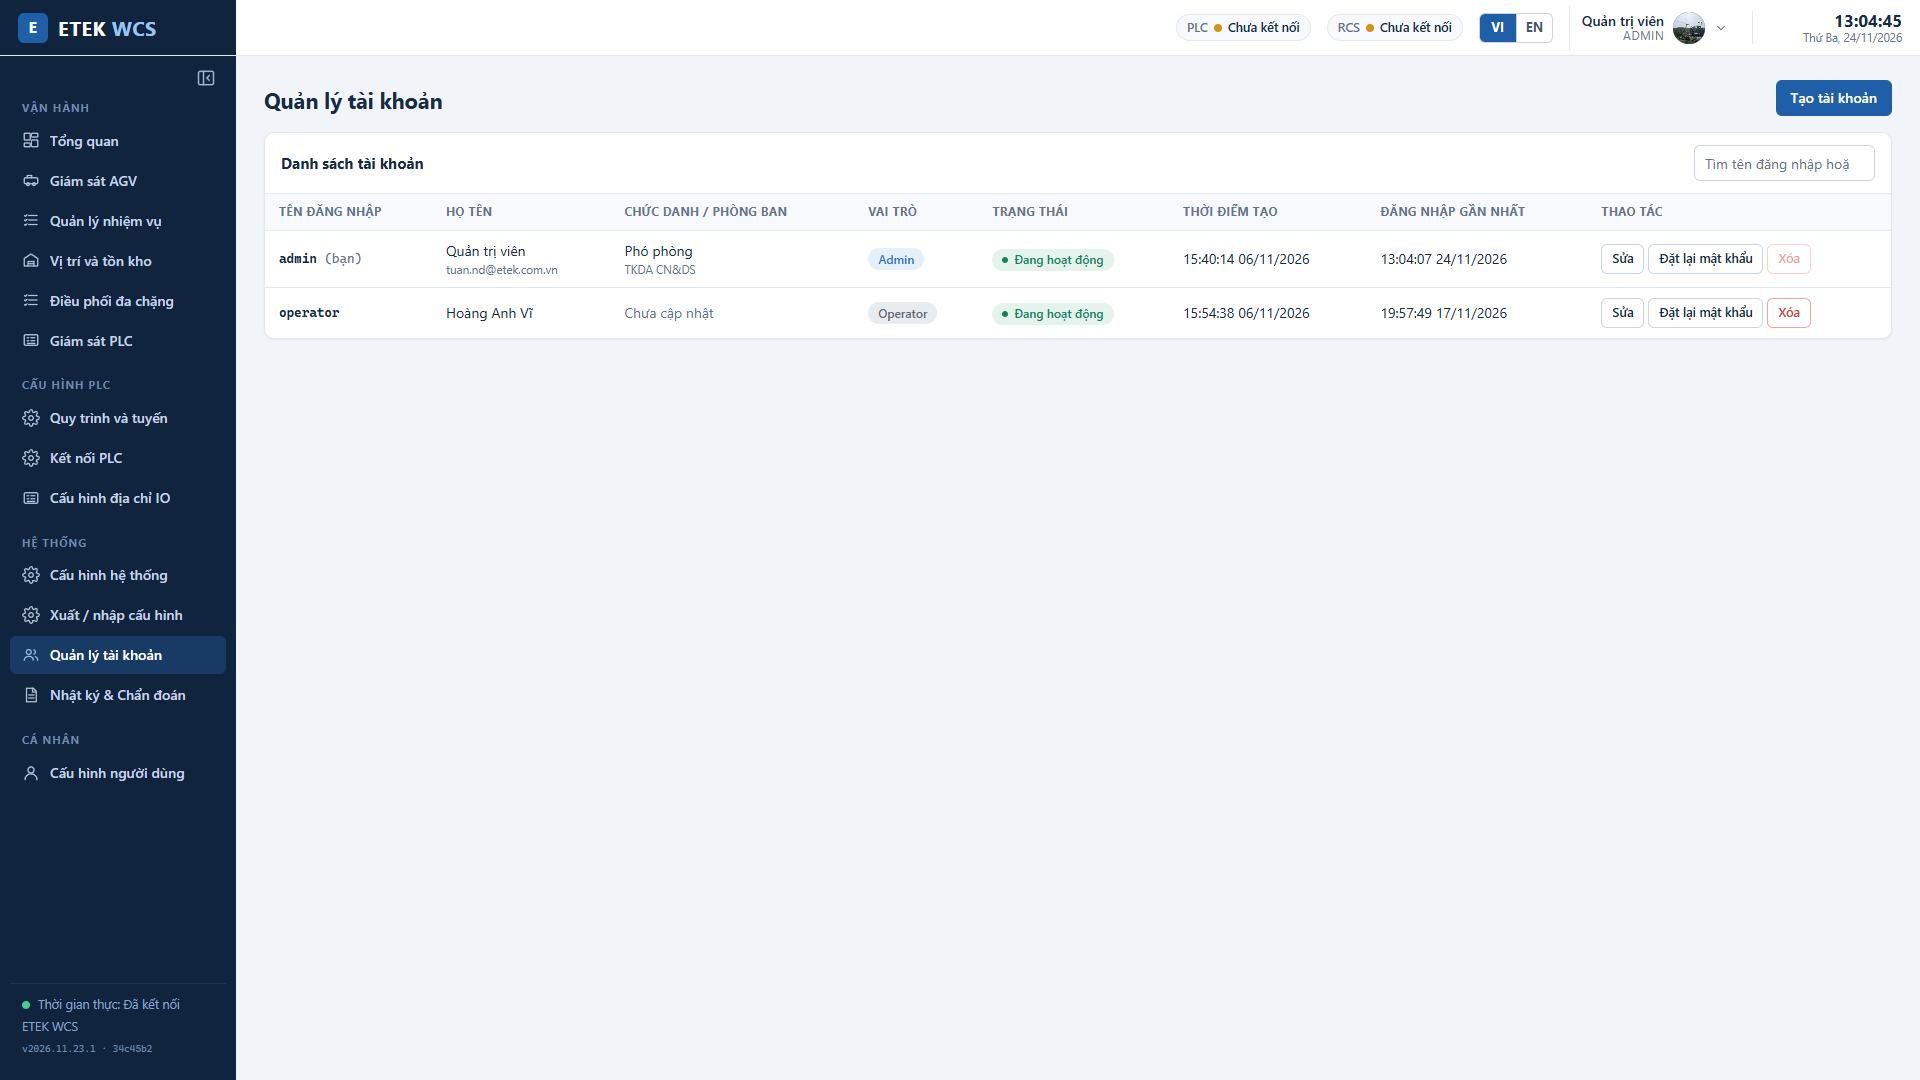 E ETEK WCS
PLC Chưa kết nối
RCS Chưa kết nối
VI EN
Quản trị viên
ADMIN
13:04:45
Thứ Ba, 24/11/2026
VẬN HÀNH
Tổng quan
Giám sát AGV
Quản lý nhiệm vụ
Vị trí và tồn kho
Điều phối đa chặng
Giám sát PLC
CẤU HÌNH PLC
Quy trình và tuyến
Kết nối PLC
Cấu hình địa chỉ IO
HỆ THỐNG
Cấu hình hệ thống
Xuất / nhập cấu hình
Quản lý tài khoản
Nhật ký & Chẩn đoán
CÁ NHÂN
Cấu hình người dùng
Thời gian thực: Đã kết nối
ETEK WCS
v2026.11.23.1 · 34c45b2
Quản lý tài khoản
Tạo tài khoản
Danh sách tài khoản
Tìm tên đăng nhập hoặ
TÊN ĐĂNG NHẬP HỌ TÊN CHỨC DANH / PHÒNG BAN VAI TRÒ TRẠNG THÁI THỜI ĐIỂM TẠO ĐĂNG NHẬP GẦN NHẤT THAO TÁC
admin (bạn) Quản trị viên Phó phòng Admin Đang hoạt động 15:40:14 06/11/2026 13:04:07 24/11/2026 Sửa Đặt lại mật khẩu Xóa
tuan.nd@etek.com.vn TKDA CN&DS
operator Hoàng Anh Vĩ Chưa cập nhật Operator Đang hoạt động 15:54:38 06/11/2026 19:57:49 17/11/2026 Sửa Đặt lại mật khẩu Xóa